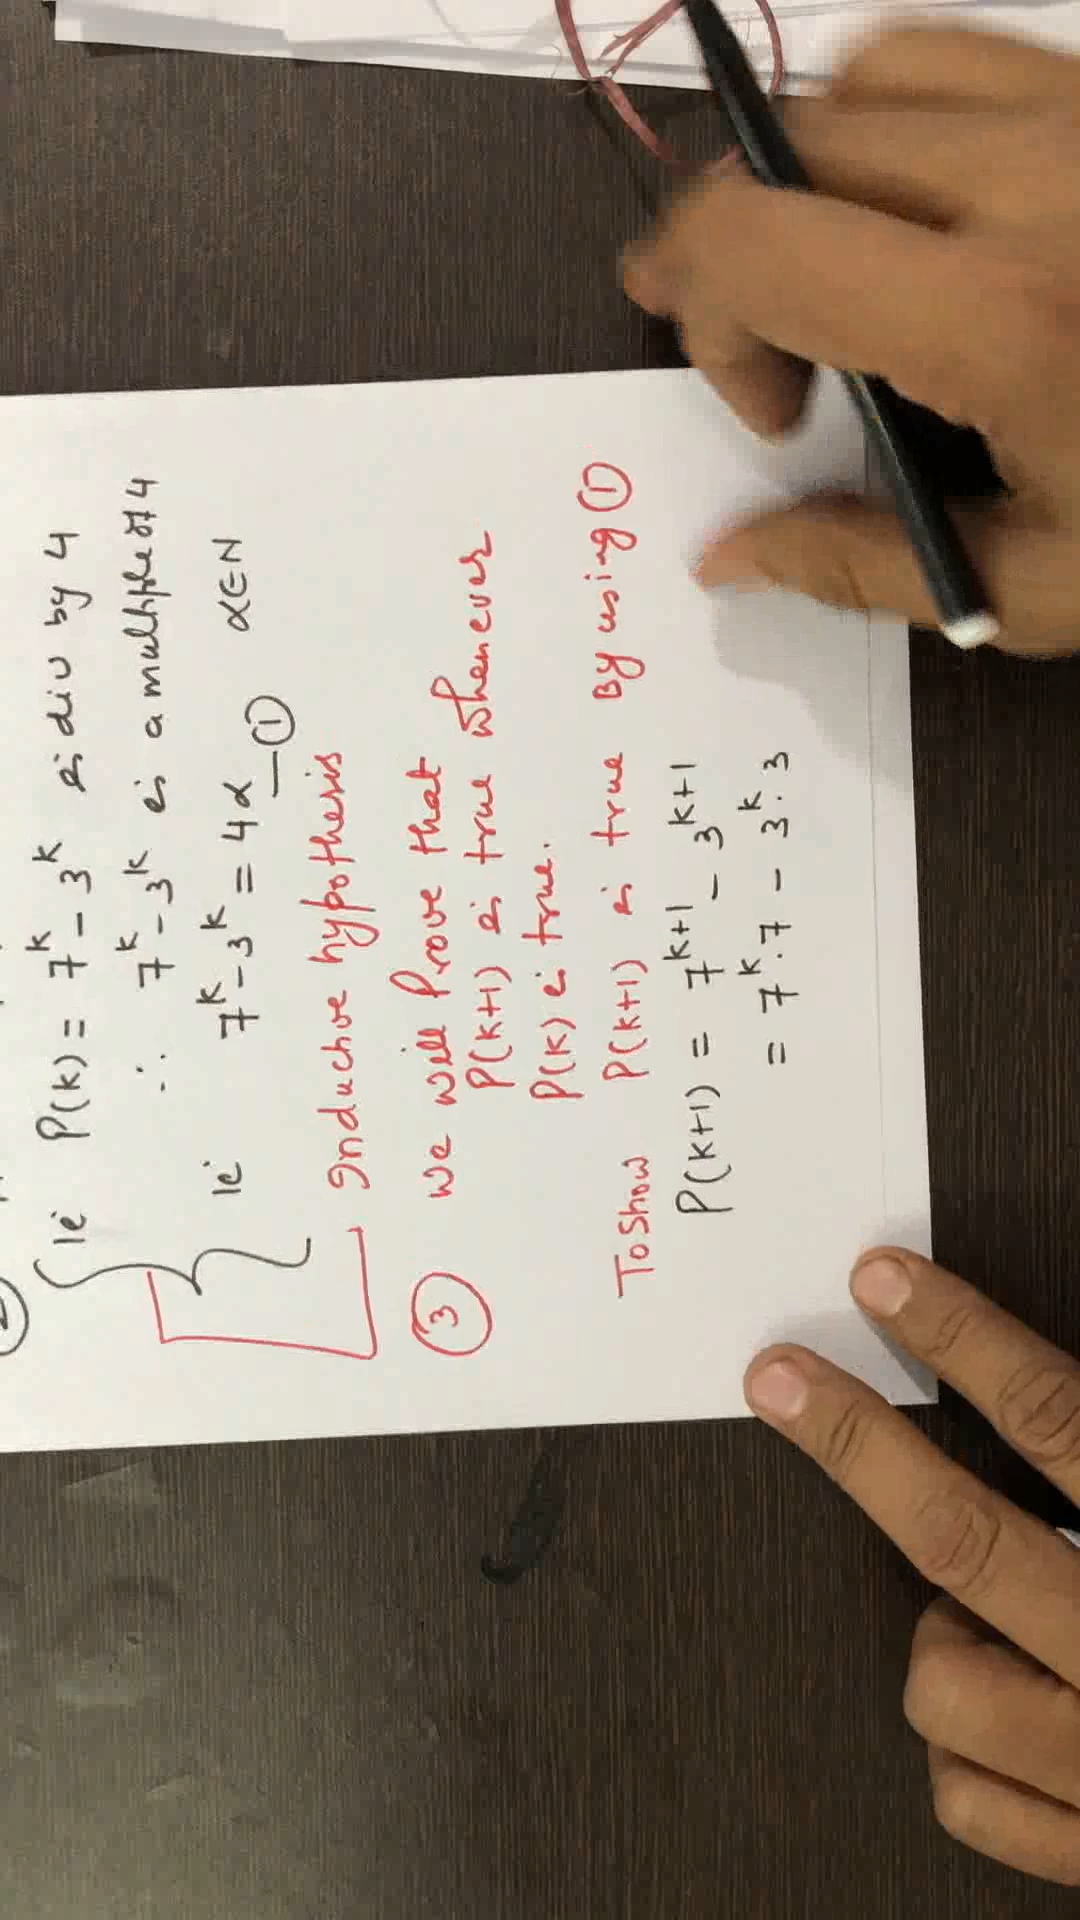 ie P(k) = 7^k - 3^k is div by 4
∴ 7^k - 3^k is a multiple of 4
ie 7^k - 3^k = 4α α∈N
—①
Inductive hypothesis
③ we will Prove that
P(k+1) is true whenever
P(k) is true.
To Show P(k+1) is true By using ①
P(k+1) = 7^{k+1} - 3^{k+1}
= 7^k . 7 - 3^k . 3